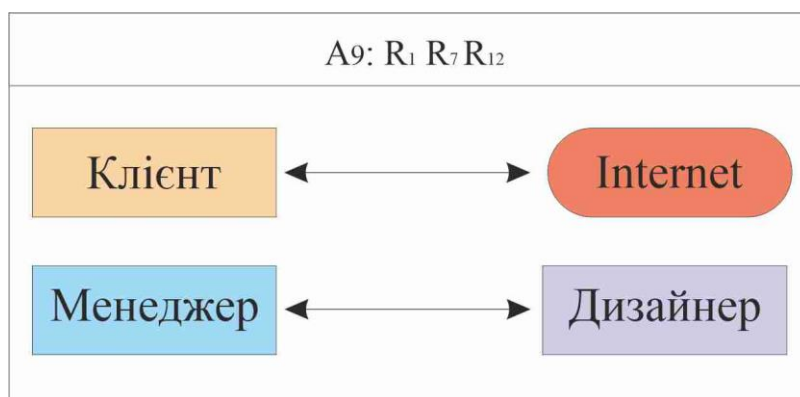 A9: R₁ R₇ R₁₂
Клієнт Internet
Менеджер Дизайнер